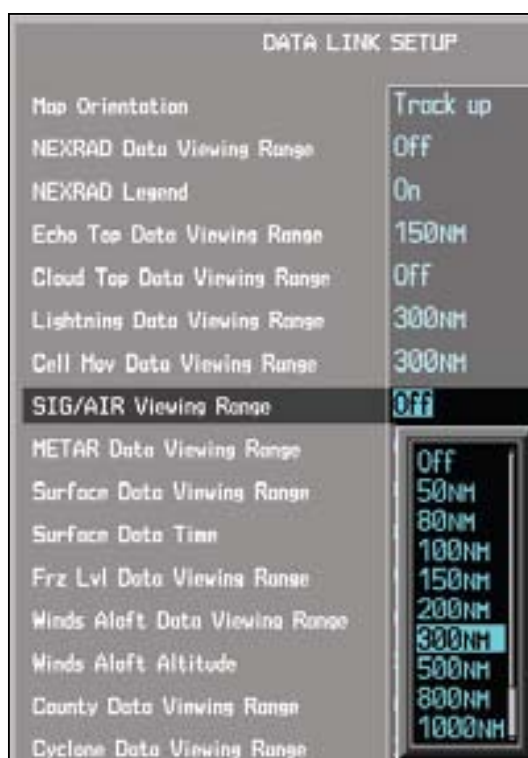 DATA LINK SETUP
Map Orientation Track up
NEXRAD Data Viewing Range Off
NEXRAD Legend On
Echo Top Data Viewing Range 150NM
Cloud Top Data Viewing Range Off
Lightning Data Viewing Range 300NM
Cell Mov Data Viewing Range 300NM
SIG/AIR Viewing Range Off
METAR Data Viewing Range
Surface Data Viewing Range
Surface Data Time
Frz Lvl Data Viewing Range
Winds Aloft Data Viewing Range
Winds Aloft Altitude
County Data Viewing Range
Cyclone Data Viewing Range
Off
50NM
80NM
100NM
150NM
200NM
300NM
500NM
800NM
1000NM